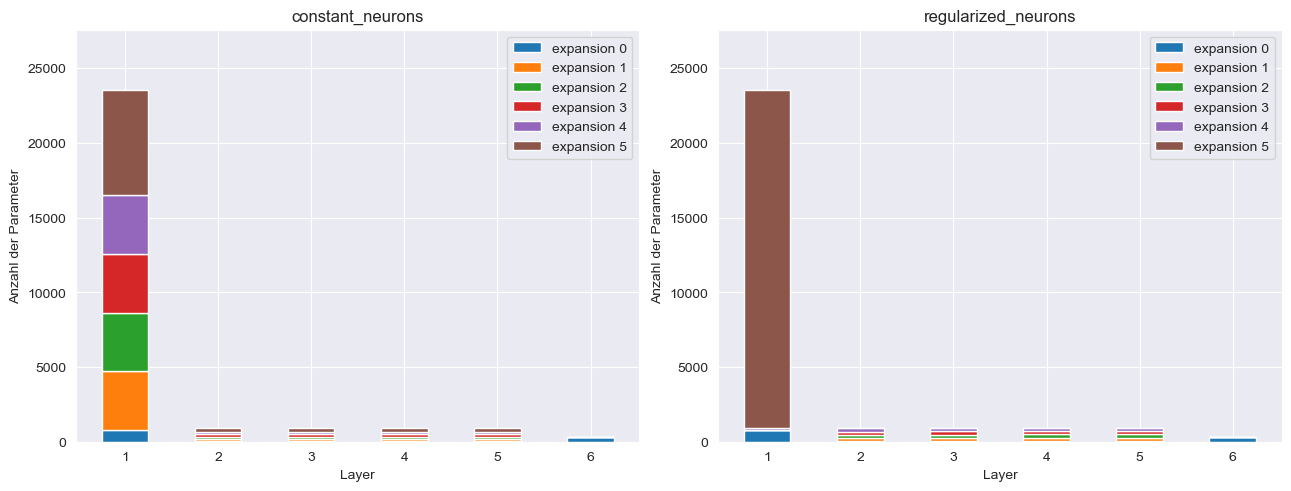 constant_neurons
Anzahl der Parameter
25000
20000
15000
10000
5000
0
1 2 3 4 5 6
Layer
expansion 0
expansion 1
expansion 2
expansion 3
expansion 4
expansion 5
regularized_neurons
Anzahl der Parameter
25000
20000
15000
10000
5000
0
1 2 3 4 5 6
Layer
expansion 0
expansion 1
expansion 2
expansion 3
expansion 4
expansion 5